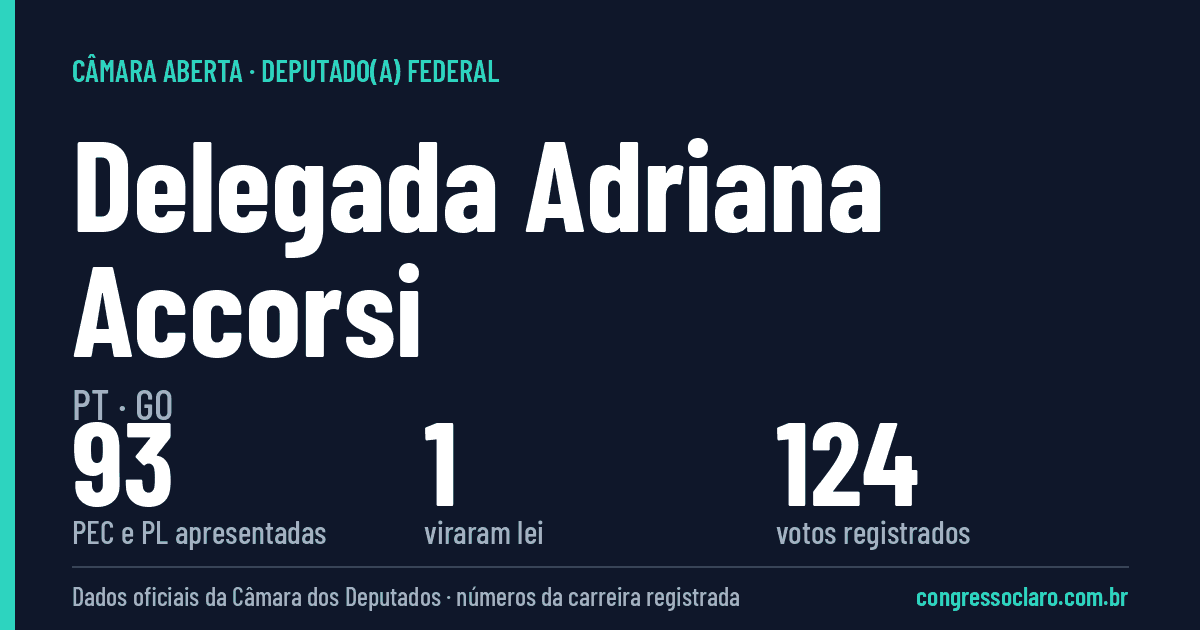 CÂMARA ABERTA · DEPUTADO(A) FEDERAL
Delegada Adriana
Accorsi
PT · GO
93 1 124
PEC e PL apresentadas viraram lei votos registrados
Dados oficiais da Câmara dos Deputados · números da carreira registrada congressoclaro.com.br